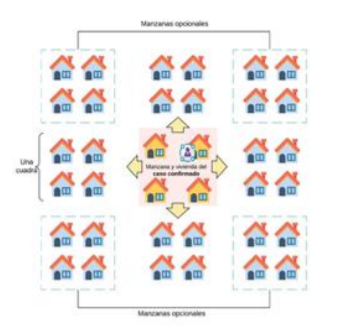 Manzanas opcionales
Una
cuadra
Manzana y vivienda del
caso confirmado
Manzanas opcionales